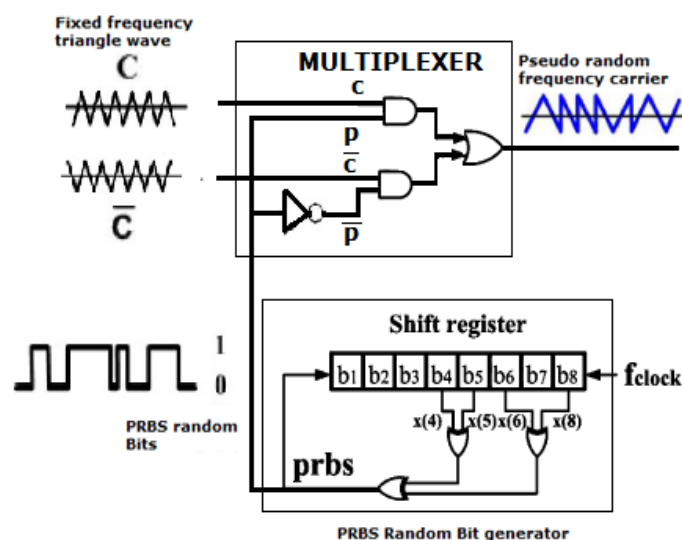 Fixed frequency
triangle wave
C
MULTIPLEXER
C
p
c̅
p̅
Pseudo random
frequency carrier
C̅
1
0
PRBS random
Bits
Shift register
b1 b2 b3 b4 b5 b6 b7 b8
fclock
x(4) x(5) x(6) x(8)
prbs
PRBS Random Bit generator